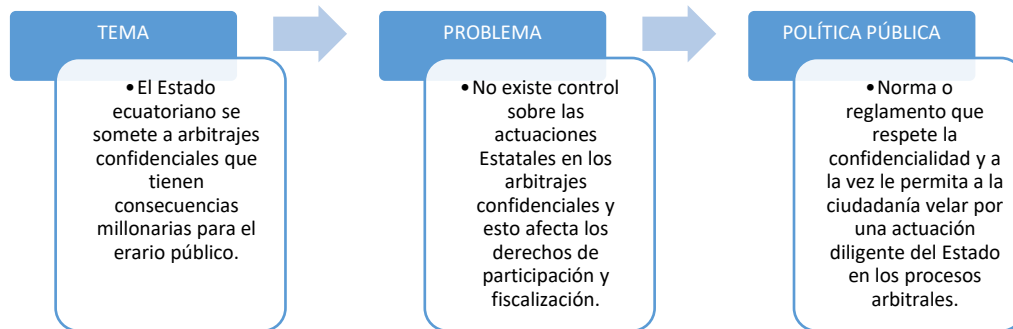 TEMA
• El Estado
ecuatoriano se
somete a arbitrajes
confidenciales que
tienen
consecuencias
millonarias para el
erario público.
PROBLEMA
• No existe control
sobre las
actuaciones
Estatales en los
arbitrajes
confidenciales y
esto afecta los
derechos de
participación y
fiscalización.
POLÍTICA PÚBLICA
• Norma o
reglamento que
respete la
confidencialidad y a
la vez le permita a la
ciudadanía velar por
una actuación
diligente del Estado
en los procesos
arbitrales.